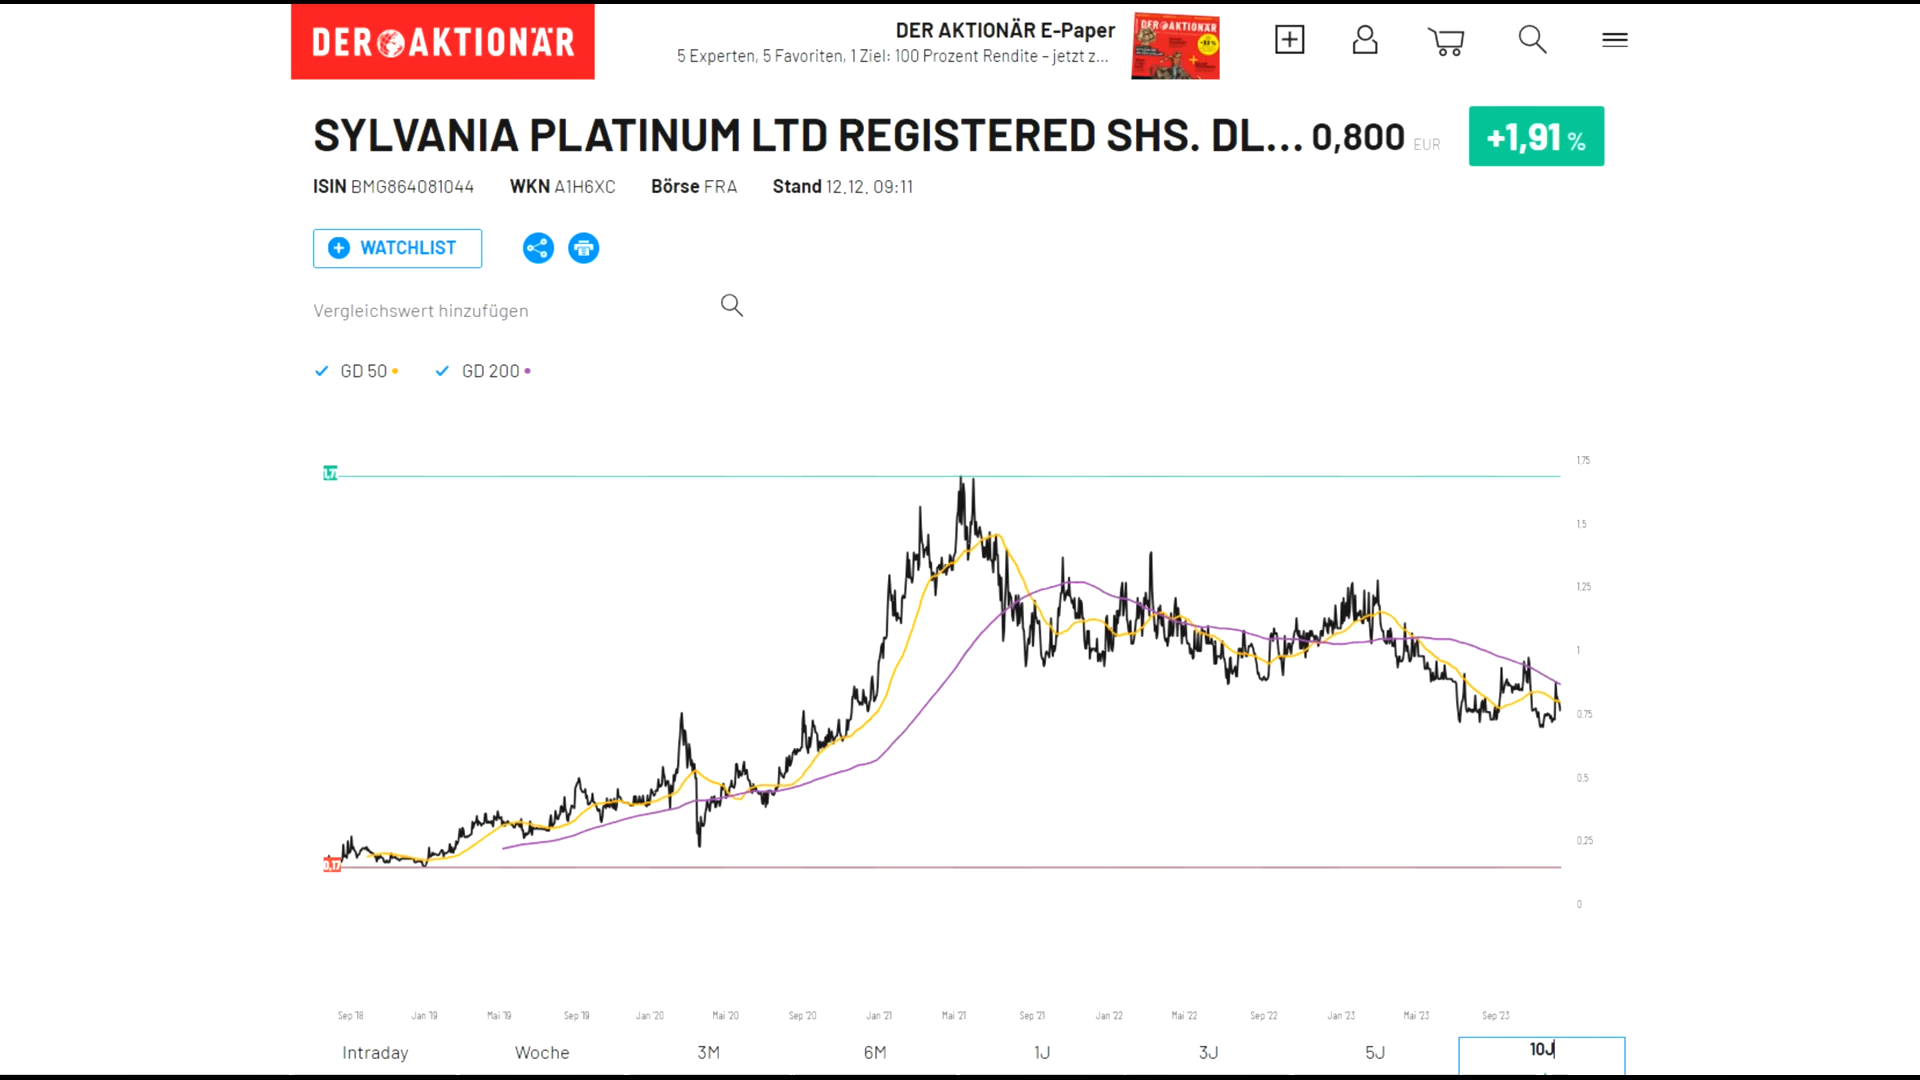 DER AKTIONÄR
DER AKTIONÄR E-Paper
5 Experten, 5 Favoriten, 1 Ziel: 100 Prozent Rendite – jetzt z...
DER AKTIONÄR
SYLVANIA PLATINUM LTD REGISTERED SHS. DL... 0,800 EUR +1,91 %
ISIN BMG864081044 WKN A1H6XC Börse FRA Stand 12.12. 09:11
WATCHLIST
Vergleichswert hinzufügen
GD 50 GD 200
1,75
1,5
1,25
1
0,75
0,5
0,25
0
0,17
Sep '18 Jan '19 Mai '19 Sep '19 Jan '20 Mai '20 Sep '20 Jan '21 Mai '21 Sep '21 Jan '22 Mai '22 Sep '22 Jan '23 Mai '23 Sep '23
Intraday Woche 3M 6M 1J 3J 5J 10J